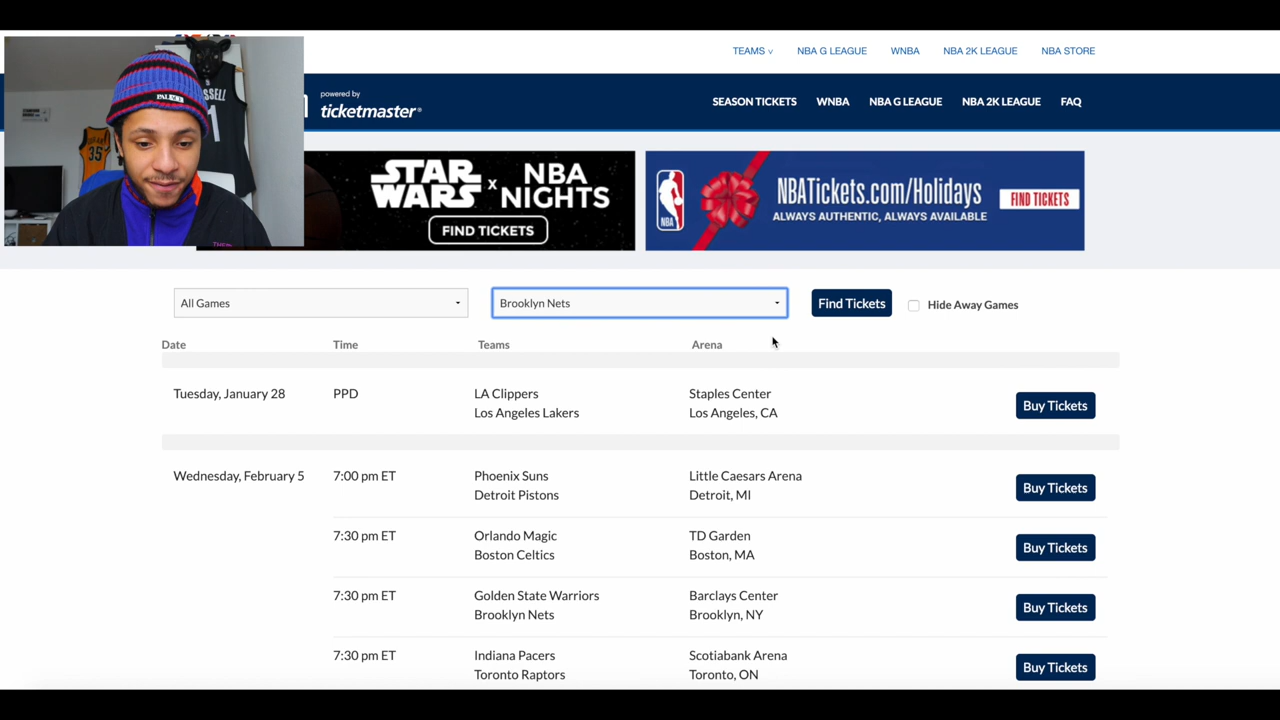 TEAMS v
NBA G LEAGUE
WNBA
NBA 2K LEAGUE
NBA STORE
powered by
ticketmaster®
SEASON TICKETS
WNBA
NBA G LEAGUE
NBA 2K LEAGUE
FAQ
PALACE
SSELL
1
35
STAR WARS x NBA NIGHTS
FIND TICKETS
NBA
NBATickets.com/Holidays
ALWAYS AUTHENTIC, ALWAYS AVAILABLE
FIND TICKETS
All Games
Brooklyn Nets
Find Tickets
Hide Away Games
Date Time Teams Arena
Tuesday, January 28 PPD LA Clippers Staples Center
Los Angeles Lakers Los Angeles, CA
Buy Tickets
Wednesday, February 5 7:00 pm ET Phoenix Suns Little Caesars Arena
Detroit Pistons Detroit, MI
Buy Tickets
7:30 pm ET Orlando Magic TD Garden
Boston Celtics Boston, MA
Buy Tickets
7:30 pm ET Golden State Warriors Barclays Center
Brooklyn Nets Brooklyn, NY
Buy Tickets
7:30 pm ET Indiana Pacers Scotiabank Arena
Toronto Raptors Toronto, ON
Buy Tickets